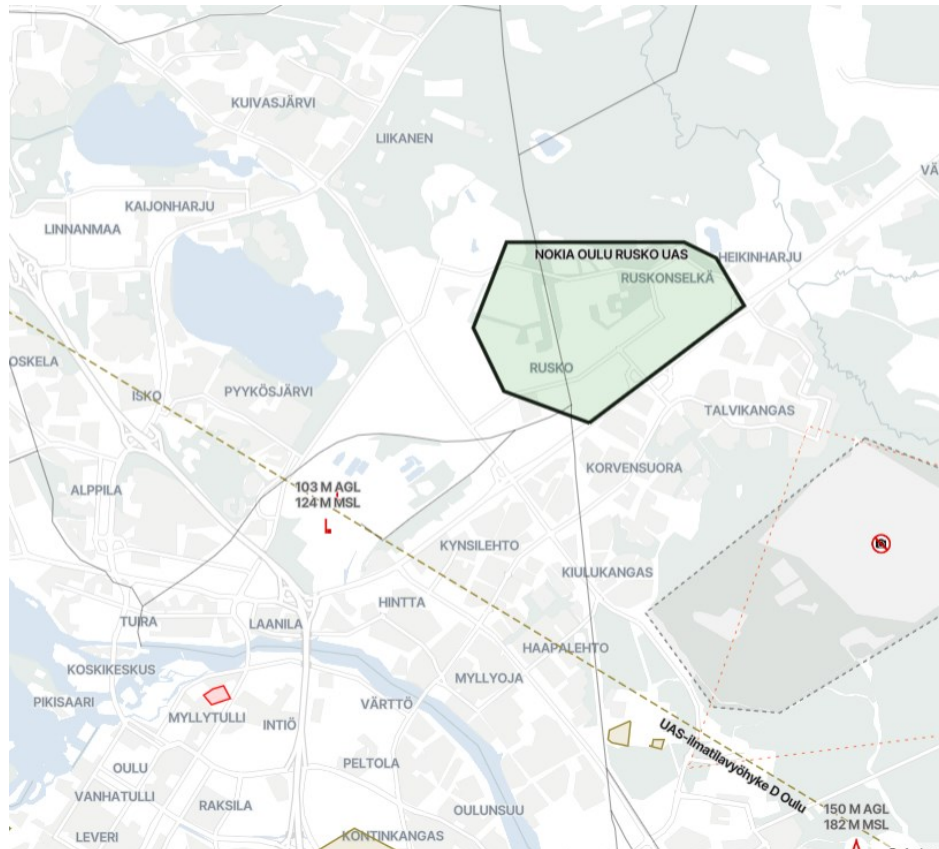 KUIVASJÄRVI
LIIKANEN
VÄ
KAIJONHARJU
LINNANMAA
NOKIA OULU RUSKO UAS
HEIKINHARJU
RUSKONSELKÄ
OSKELA
RUSKO
PYYKÖSJÄRVI
ISKO
TALVIKANGAS
KORVENSUORA
ALPPILA
103 M AGL
124 M MSL
KYNSILEHTO
KIULUKANGAS
HINTTA
TUIRA
LAANILA
HAAPALEHTO
KOSKIKESKUS
MYLLYOJA
PIKISAARI
VÄRTTÖ
MYLLYTULLI
INTIÖ
UAS-ilmatilavyöhyke D Oulu
PELTOLA
OULU
VANHATULLI
RAKSILA
OULUNSUU
150 M AGL
182 M MSL
LEVERI
KONTINKANGAS